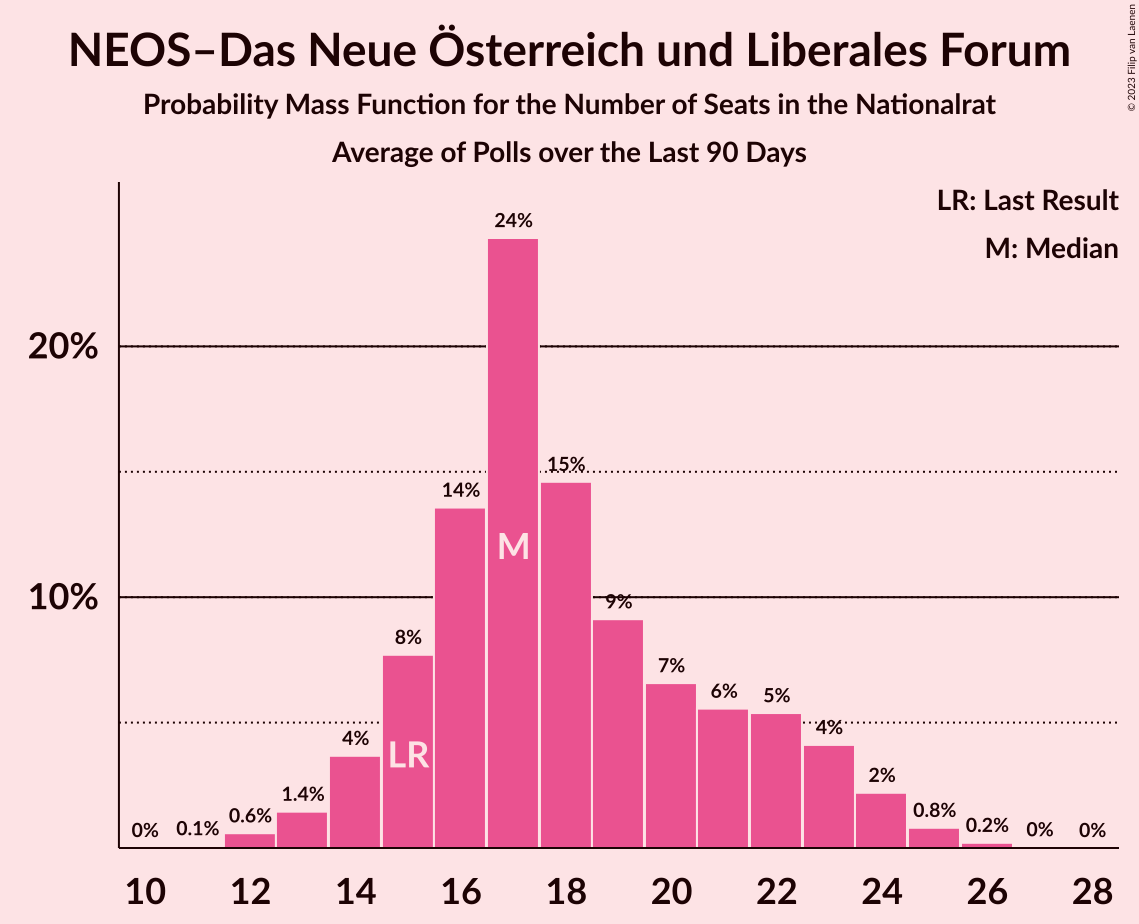 NEOS–Das Neue Österreich und Liberales Forum
Probability Mass Function for the Number of Seats in the Nationalrat
Average of Polls over the Last 90 Days
© 2023 Filip van Laenen
LR: Last Result
M: Median
20%
10%
0%
0.1%
0.6%
1.4%
4%
8%
14%
24%
15%
9%
7%
6%
5%
4%
2%
0.8%
0.2%
0%
0%
LR
M
10 12 14 16 18 20 22 24 26 28